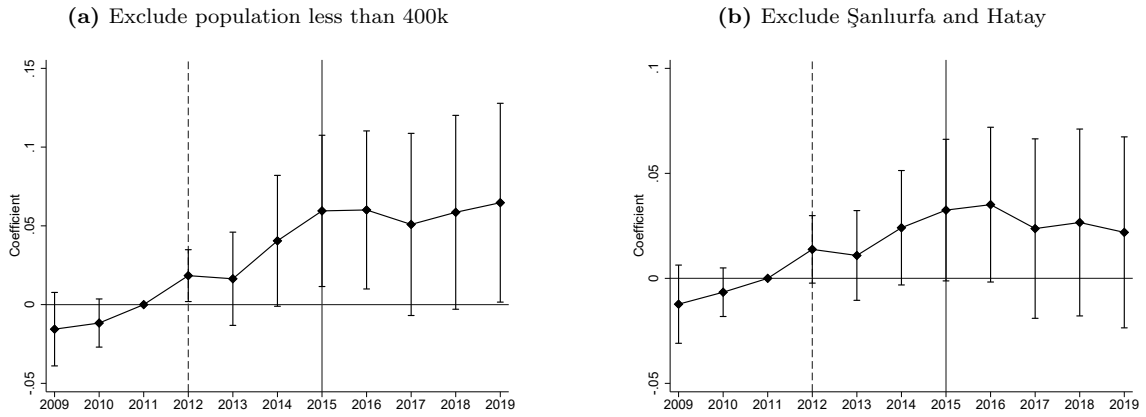 (a) Exclude population less than 400k
.15
.1
.05
0
-.05
Coefficient
2009 2010 2011 2012 2013 2014 2015 2016 2017 2018 2019
(b) Exclude Şanlıurfa and Hatay
.1
.05
0
-.05
Coefficient
2009 2010 2011 2012 2013 2014 2015 2016 2017 2018 2019